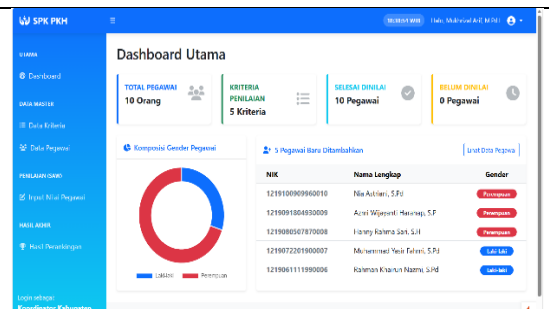 SPK PKH
Halo, Mukhrizal Arif, M.Pd.I
UTAMA
Dashboard
DATA MASTER
Data Kriteria
Data Pegawai
PENILAIAN (SAW)
Input Nilai Pegawai
HASIL AKHIR
Hasil Perankingan
Login sebagai:
Koordinator Kabupaten
Dashboard Utama
TOTAL PEGAWAI
10 Orang
KRITERIA
PENILAIAN
5 Kriteria
SELESAI DINILAI
10 Pegawai
BELUM DINILAI
0 Pegawai
Komposisi Gender Pegawai
Laki-laki Perempuan
5 Pegawai Baru Ditambahkan
Lihat Data Pegawai
NIK Nama Lengkap Gender
1219100909960010 Nia Astriani, S.Pd Perempuan
1219091804930009 Azmi Wijayanti Harahap, S.P Perempuan
1219080507870008 Hanny Rahma Sari, S.H Perempuan
1219072201900007 Muhammad Yasir Fahmi, S.Pd Laki-laki
1219061111990006 Rahman Khairun Nazmi, S.Pd Laki-laki